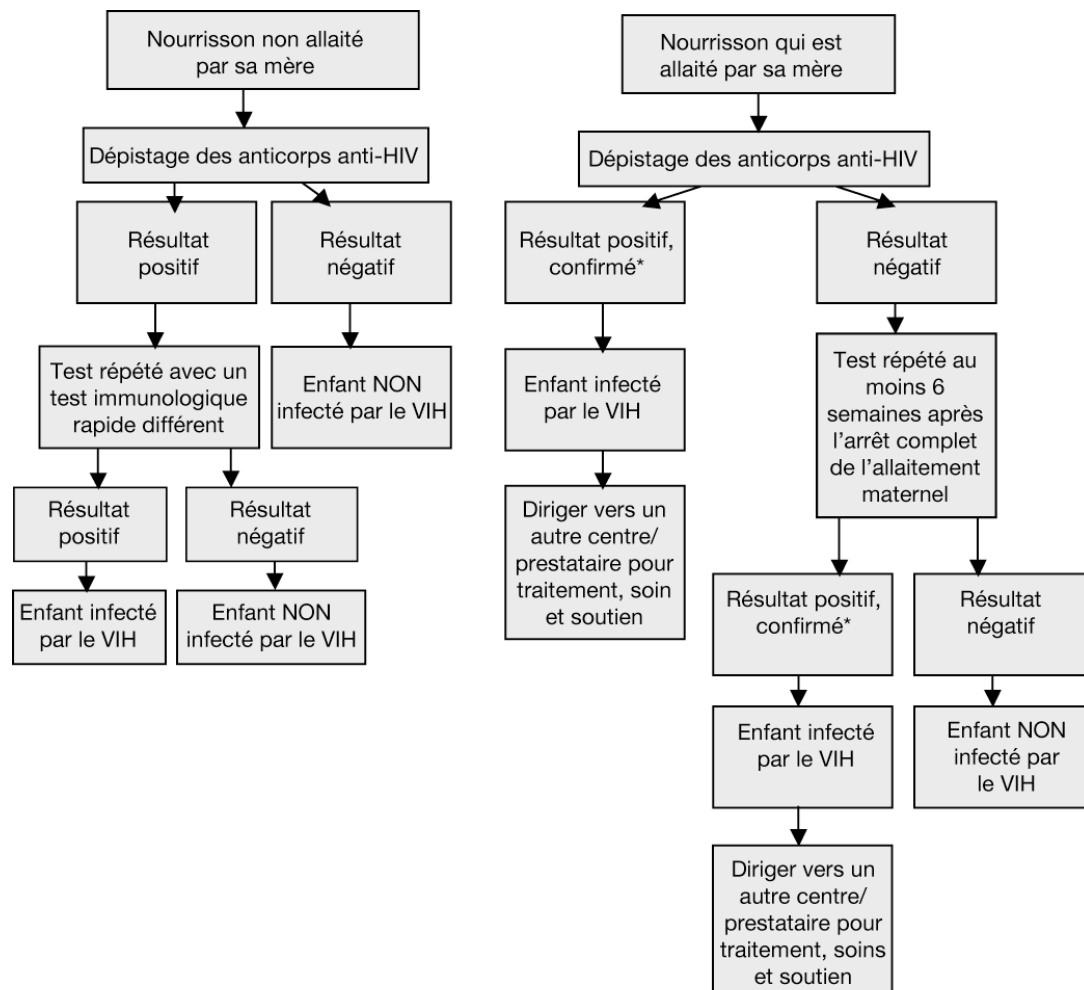 Nourrisson non allaité
par sa mère
Dépistage des anticorps anti-HIV
Résultat
positif
Résultat
négatif
Test répété avec un
test immunologique
rapide différent
Enfant NON
infecté par le VIH
Résultat
positif
Résultat
négatif
Enfant infecté
par le VIH
Enfant NON
infecté par le VIH
Nourrisson qui est
allaité par sa mère
Dépistage des anticorps anti-HIV
Résultat positif,
confirmé*
Résultat
négatif
Enfant infecté
par le VIH
Test répété au
moins 6
semaines après
l'arrêt complet
de l'allaitement
maternel
Diriger vers un
autre centre/
prestataire pour
traitement, soin
et soutien
Résultat positif,
confirmé*
Résultat
négatif
Enfant infecté
par le VIH
Enfant NON
infecté par
le VIH
Diriger vers un
autre centre/
prestataire pour
traitement, soins
et soutien